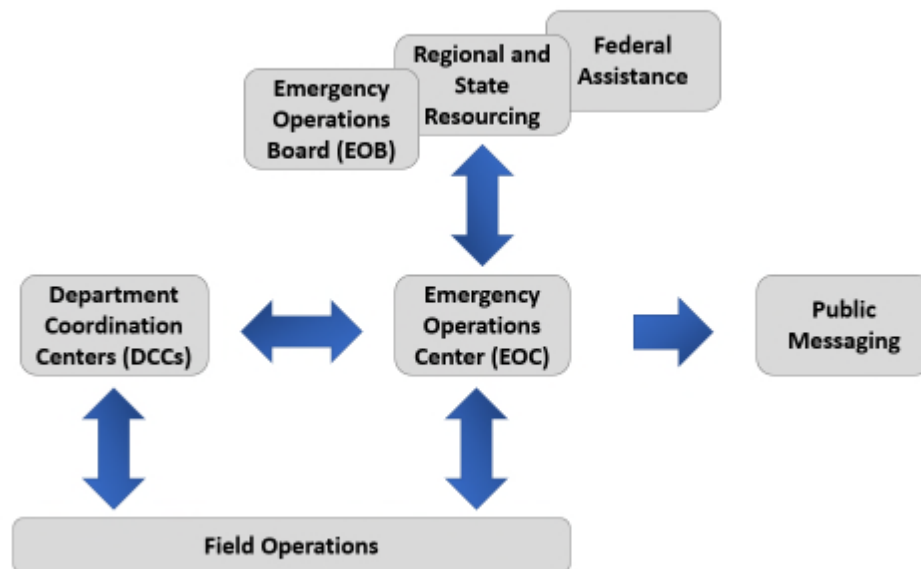 Federal
Assistance
Regional and
State
Resourcing
Emergency
Operations
Board (EOB)
Department
Coordination
Centers (DCCs)
Emergency
Operations
Center (EOC)
Public
Messaging
Field Operations